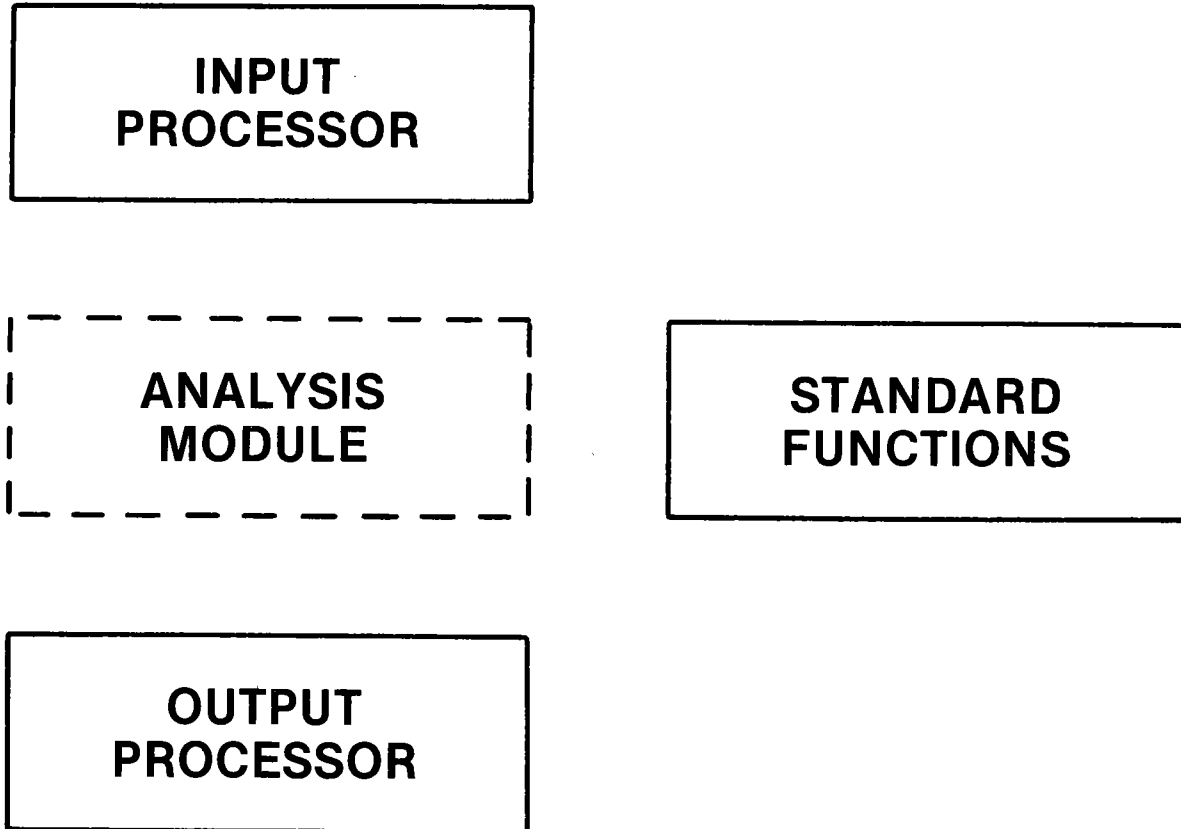 INPUT
PROCESSOR
ANALYSIS
MODULE
STANDARD
FUNCTIONS
OUTPUT
PROCESSOR